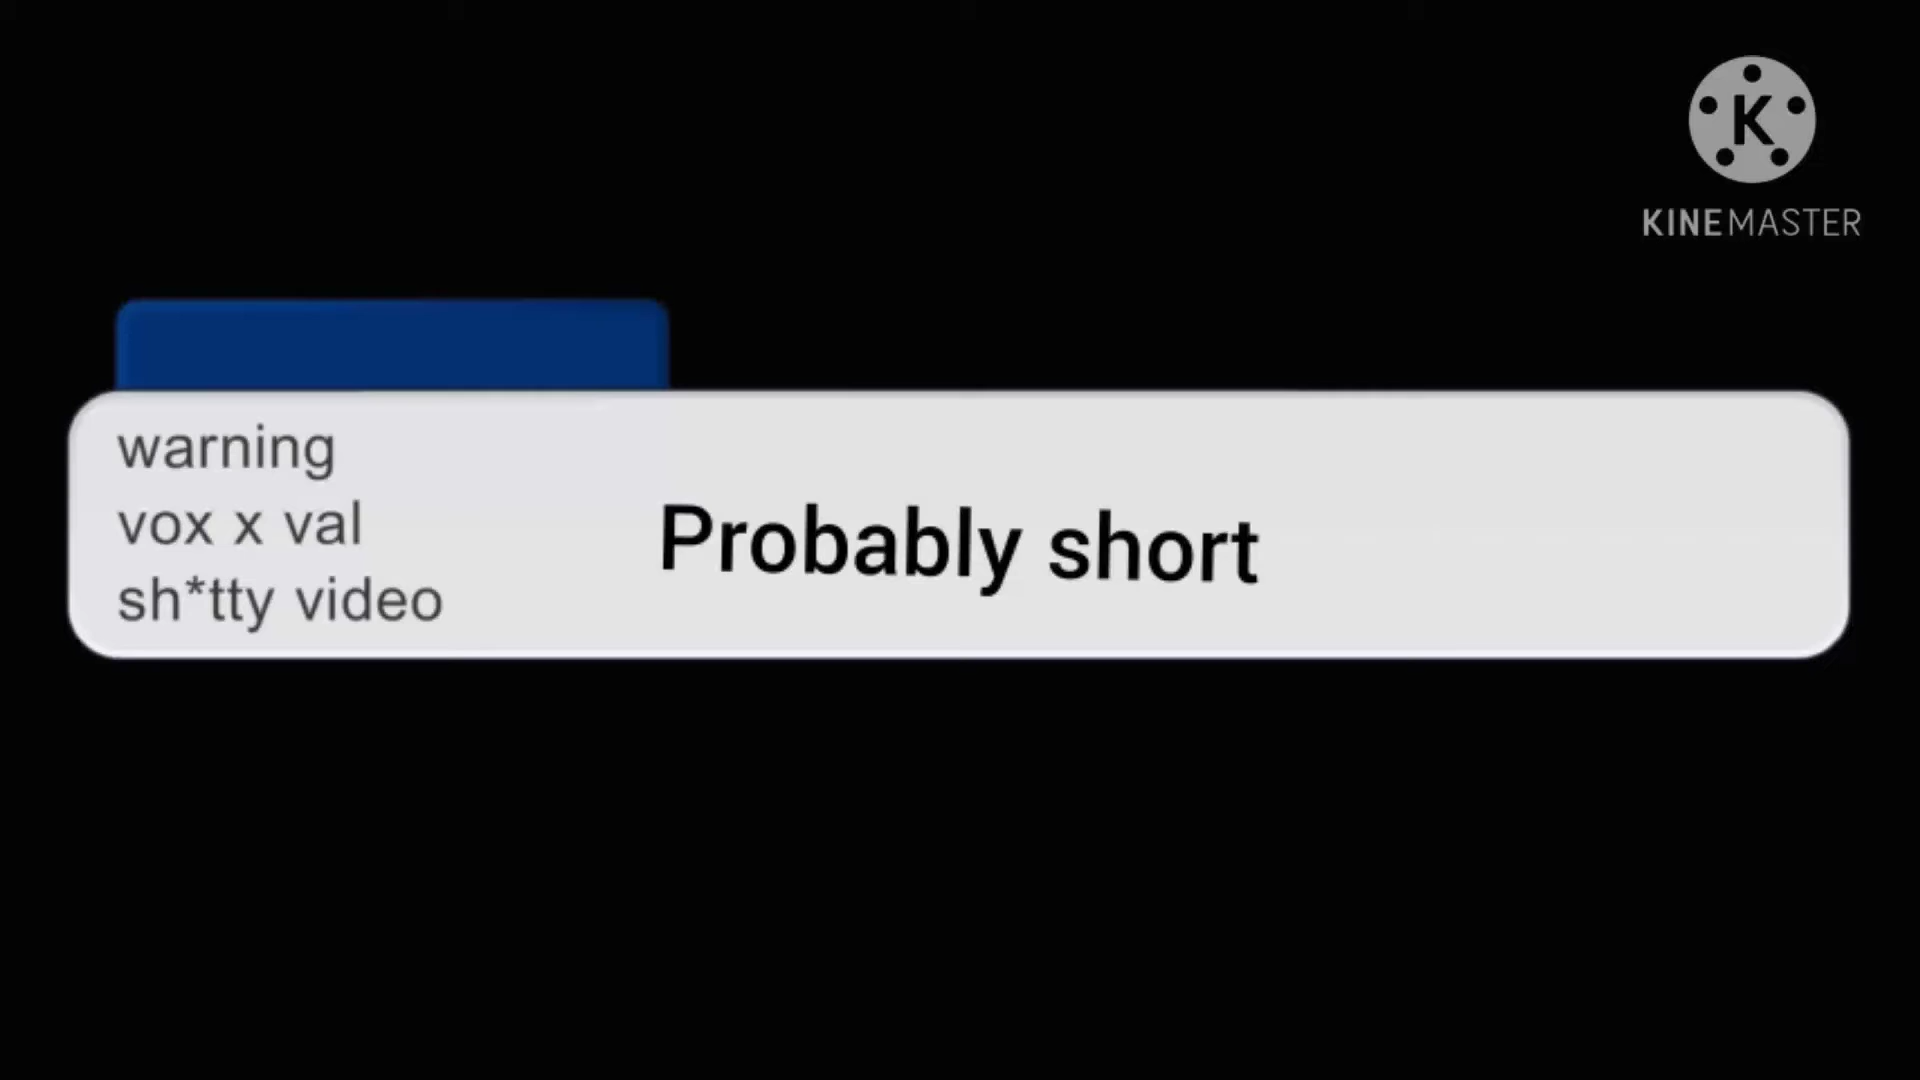 K
KINEMASTER
warning
vox x val
sh*tty video
Probably short